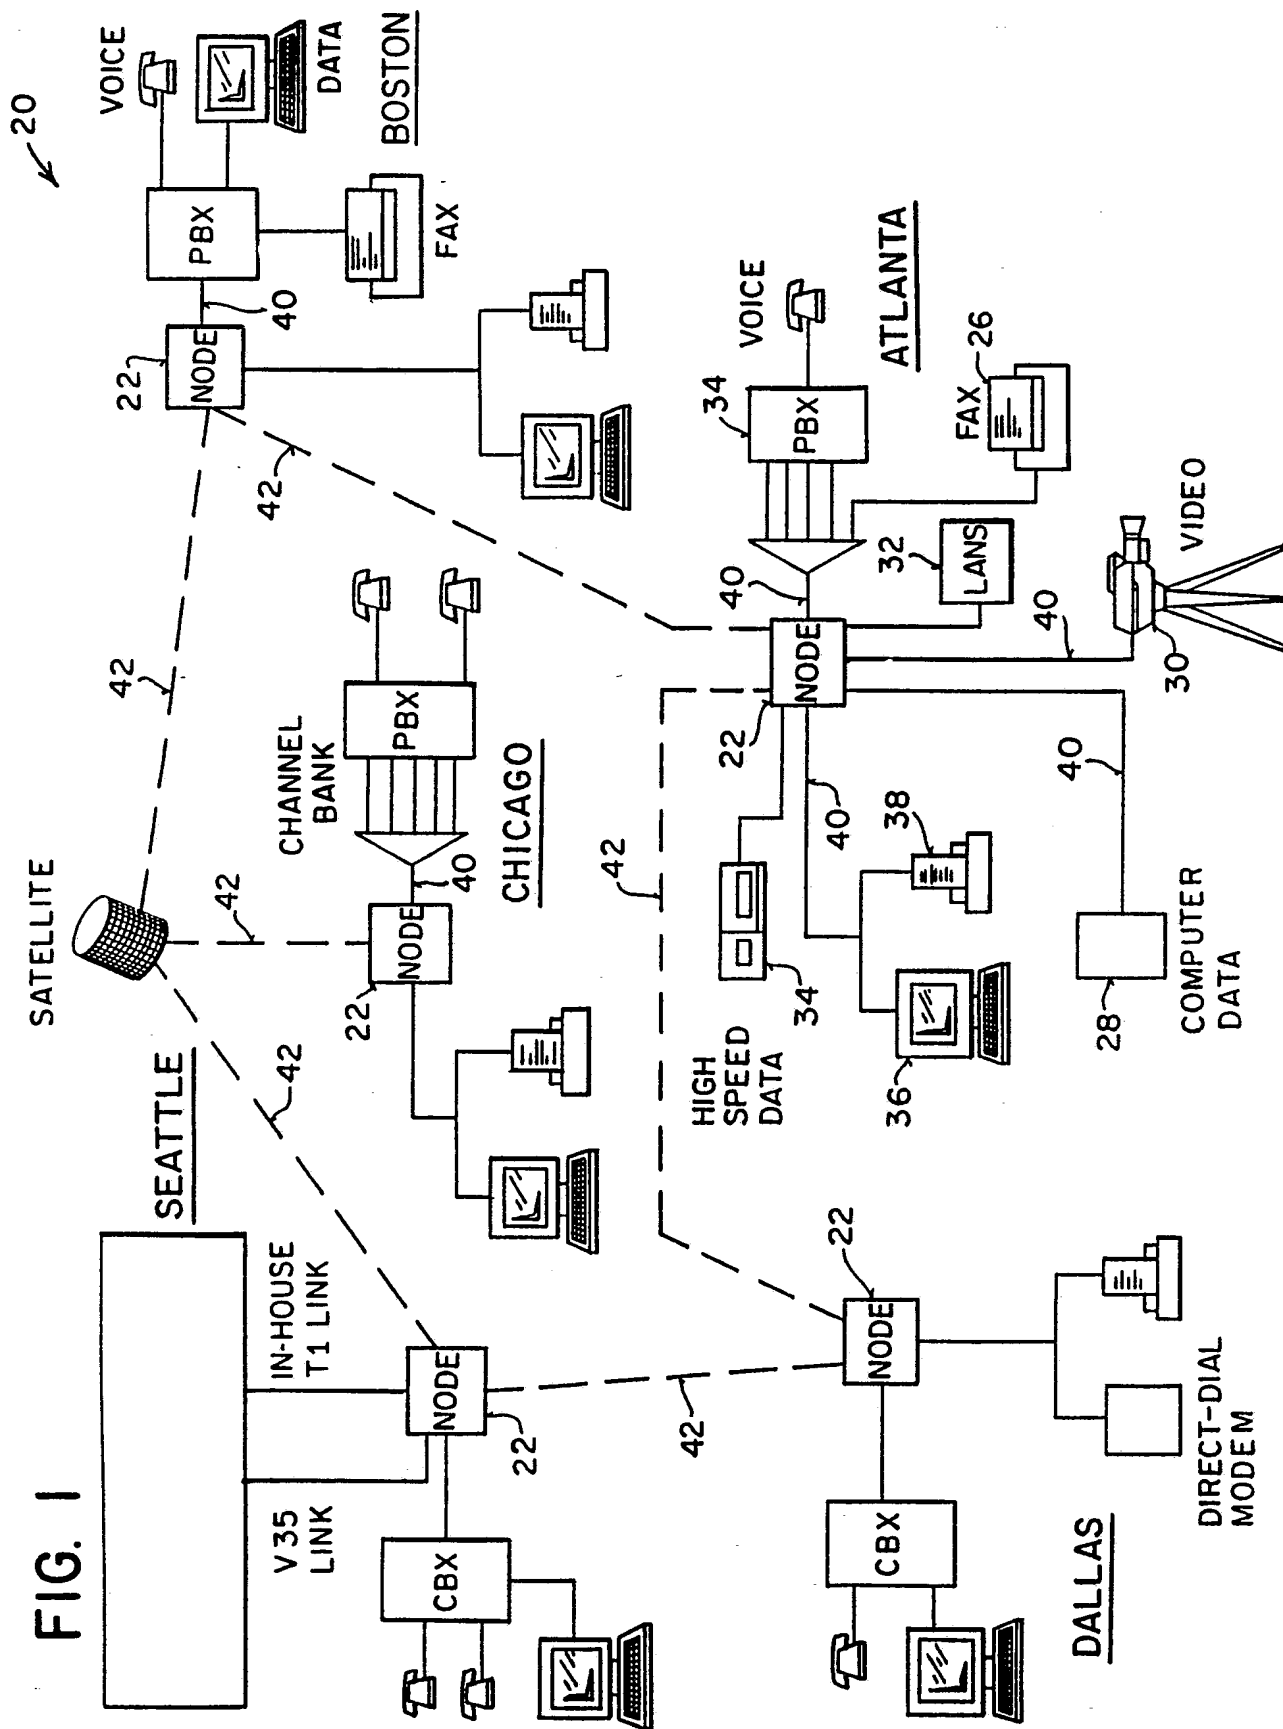 FIG. 1
20
SATELLITE
SEATTLE
V35
LINK
IN-HOUSE
T1 LINK
42
42
42
NODE
22
CBX
CHANNEL
BANK
PBX
40
NODE
22
CHICAGO
VOICE
DATA
PBX
FAX
BOSTON
40
NODE
22
42
42
42
NODE
22
CBX
DIRECT-DIAL
MODEM
DALLAS
VOICE
34
PBX
ATLANTA
FAX
26
40
32
LANS
NODE
22
40
VIDEO
30
40
HIGH
SPEED
DATA
34
36
38
40
28
COMPUTER
DATA